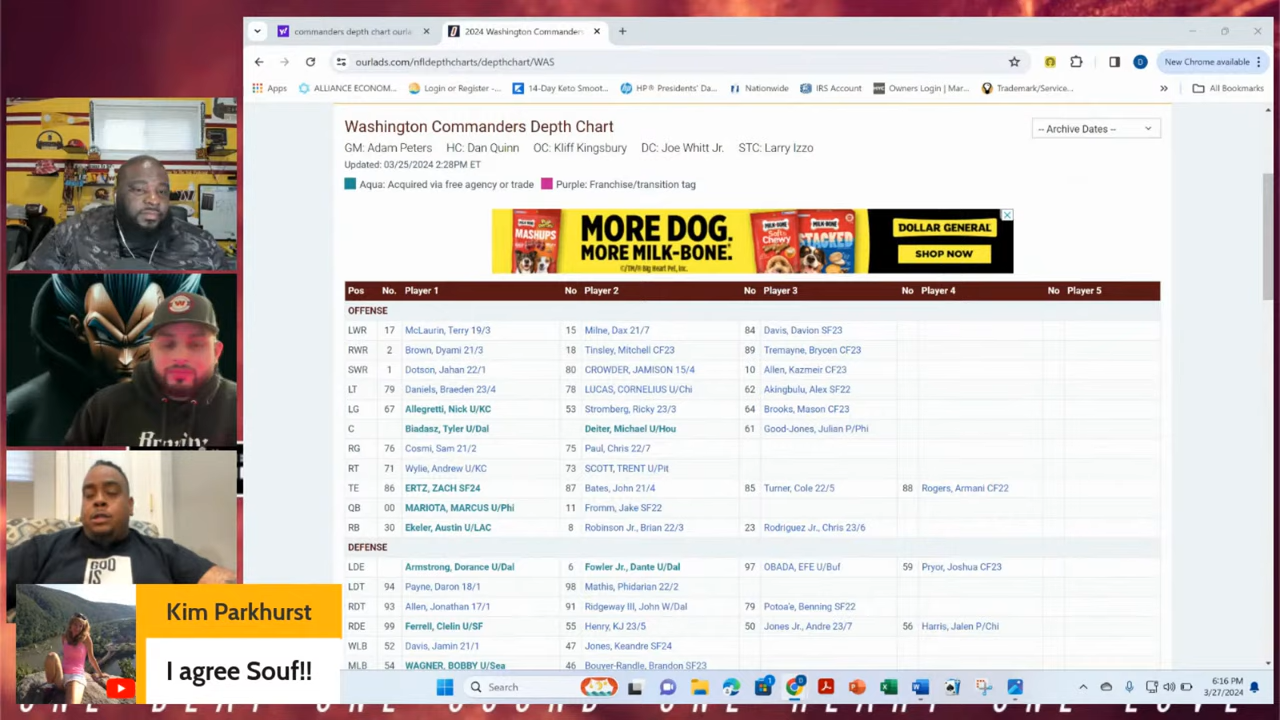 commanders depth chart ourla
2024 Washington Commanders
ourlads.com/nfldepthcharts/depthchart/WAS
New Chrome available
Apps
ALLIANCE ECONOM...
Login or Register -...
14-Day Keto Smoot...
HP® Presidents' Da...
Nationwide
IRS Account
Owners Login | Mar...
Trademark/Service...
All Bookmarks
Washington Commanders Depth Chart
-- Archive Dates --
GM: Adam Peters HC: Dan Quinn OC: Kliff Kingsbury DC: Joe Whitt Jr. STC: Larry Izzo
Updated: 03/25/2024 2:28PM ET
Aqua: Acquired via free agency or trade Purple: Franchise/transition tag
MILK-BONE
MASHUPS
MORE DOG.
MORE MILK-BONE.
Soft & Chewy
STACKED
DOLLAR GENERAL
SHOP NOW
Pos No. Player 1 No Player 2 No Player 3 No Player 4 No Player 5
OFFENSE
LWR 17 McLaurin, Terry 19/3 15 Milne, Dax 21/7 84 Davis, Davion SF23
RWR 2 Brown, Dyami 21/3 18 Tinsley, Mitchell CF23 89 Tremayne, Brycen CF23
SWR 1 Dotson, Jahan 22/1 80 CROWDER, JAMISON 15/4 10 Allen, Kazmeir CF23
LT 79 Daniels, Braeden 23/4 78 LUCAS, CORNELIUS U/Chi 62 Akingbulu, Alex SF22
LG 67 Allegretti, Nick U/KC 53 Stromberg, Ricky 23/3 64 Brooks, Mason CF23
C Biadasz, Tyler U/Dal Deiter, Michael U/Hou 61 Good-Jones, Julian P/Phi
RG 76 Cosmi, Sam 21/2 75 Paul, Chris 22/7
RT 71 Wylie, Andrew U/KC 73 SCOTT, TRENT U/Pit
TE 86 ERTZ, ZACH SF24 87 Bates, John 21/4 85 Turner, Cole 22/5 88 Rogers, Armani CF22
QB 00 MARIOTA, MARCUS U/Phi 11 Fromm, Jake SF22
RB 30 Ekeler, Austin U/LAC 8 Robinson Jr., Brian 22/3 23 Rodriguez Jr., Chris 23/6
DEFENSE
LDE Armstrong, Dorance U/Dal 6 Fowler Jr., Dante U/Dal 97 OBADA, EFE U/Buf 59 Pryor, Joshua CF23
LDT 94 Payne, Daron 18/1 98 Mathis, Phidarian 22/2
RDT 93 Allen, Jonathan 17/1 91 Ridgeway III, John W/Dal 79 Potoa'e, Benning SF22
RDE 99 Ferrell, Clelin U/SF 55 Henry, KJ 23/5 50 Jones Jr., Andre 23/7 56 Harris, Jalen P/Chi
WLB 52 Davis, Jamin 21/1 47 Jones, Keandre SF24
MLB 54 WAGNER, BOBBY U/Sea 46 Bouyer-Randle, Brandon SF23
GOD
IS
Kim Parkhurst
I agree Souf!!
Search
6:16 PM
3/27/2024